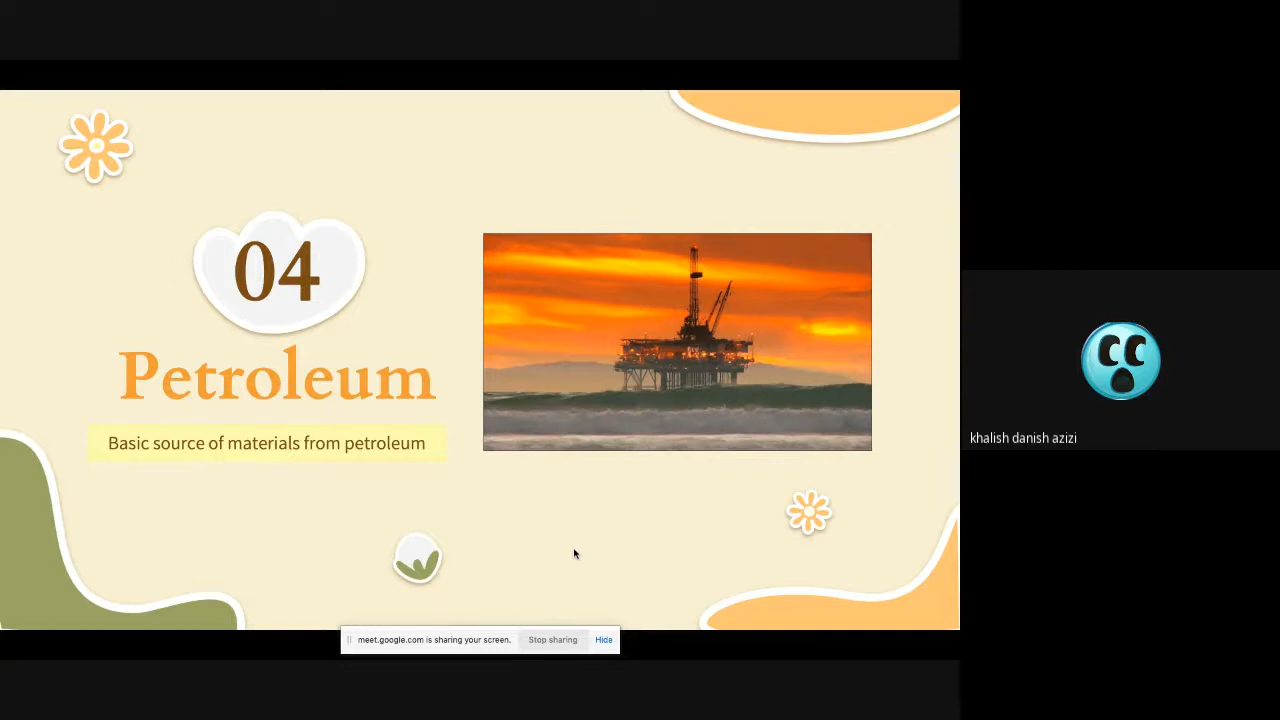 04
Petroleum
Basic source of materials from petroleum
khalish danish azizi
meet.google.com is sharing your screen. Stop sharing Hide